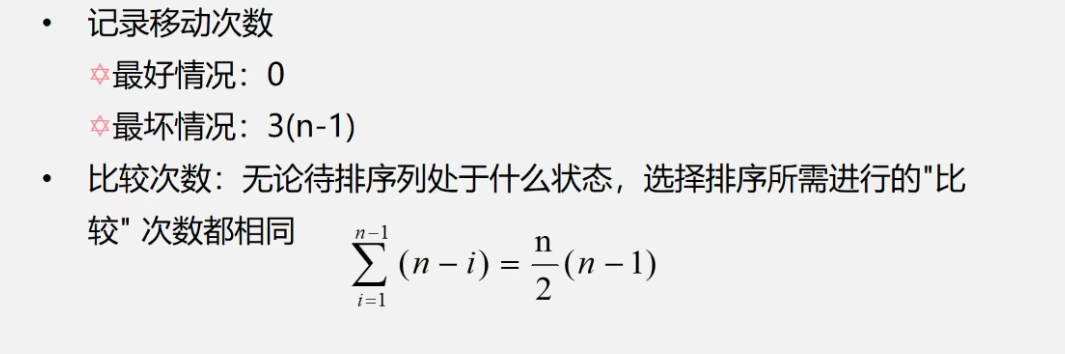 • 记录移动次数
✡最好情况：0
✡最坏情况：3(n-1)
• 比较次数：无论待排序列处于什么状态，选择排序所需进行的"比
较" 次数都相同
\sum_{i=1}^{n-1}(n-i)=\frac{n}{2}(n-1)